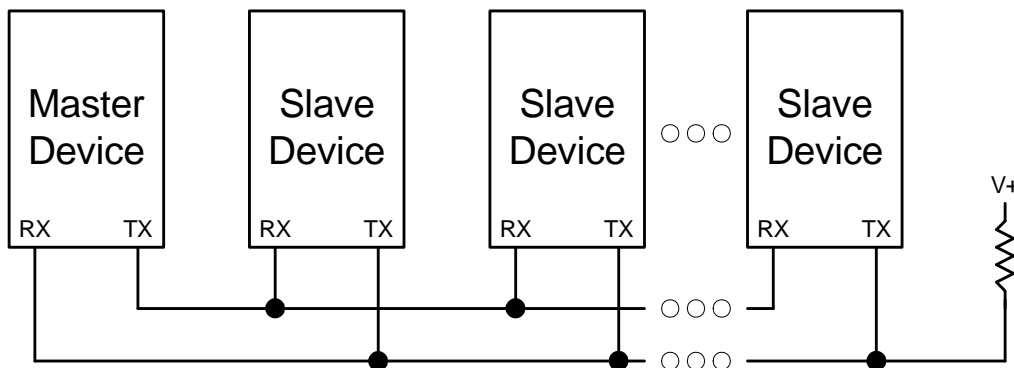 Master
Device
Slave
Device
Slave
Device
Slave
Device
RX TX
RX TX
RX TX
RX TX
V+